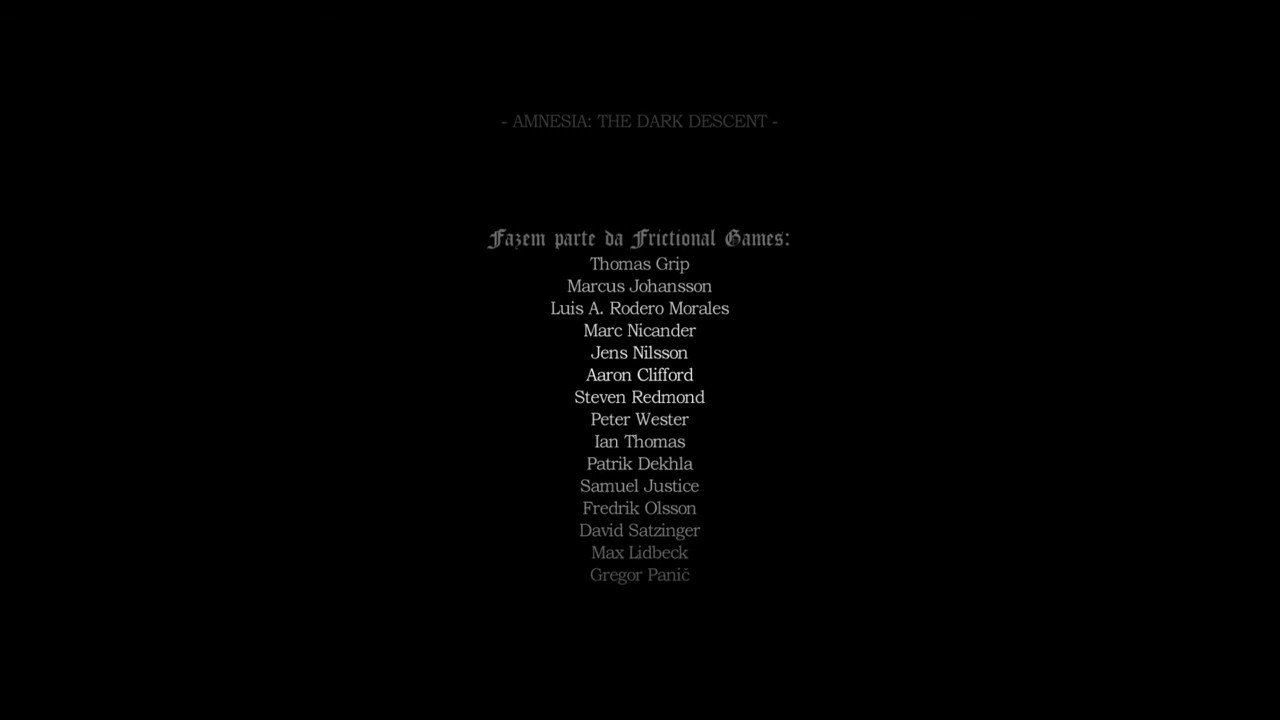 - AMNESIA: THE DARK DESCENT -
Fazem parte da Frictional Games:
Thomas Grip
Marcus Johansson
Luis A. Rodero Morales
Marc Nicander
Jens Nilsson
Aaron Clifford
Steven Redmond
Peter Wester
Ian Thomas
Patrik Dekhla
Samuel Justice
Fredrik Olsson
David Satzinger
Max Lidbeck
Gregor Panič